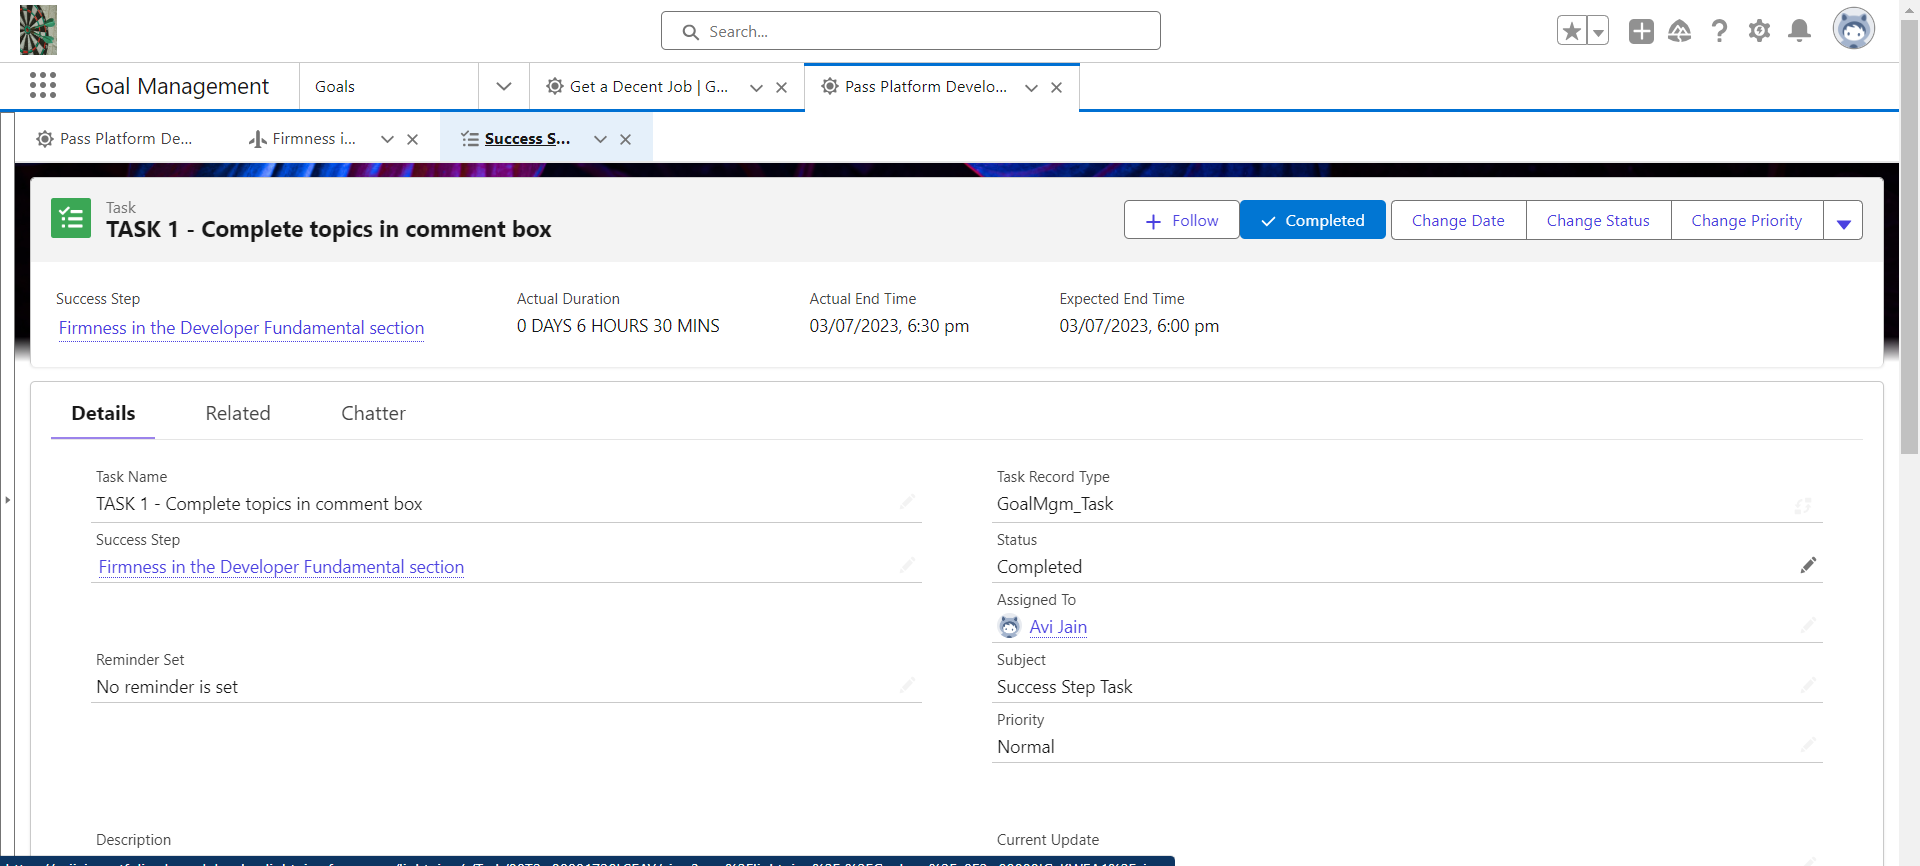 Search...
Goal Management
Goals
Get a Decent Job | G...
Pass Platform Develo...
Pass Platform De...
Firmness i...
Success S...
Task
TASK 1 - Complete topics in comment box
Follow
Completed
Change Date
Change Status
Change Priority
Success Step
Firmness in the Developer Fundamental section
Actual Duration
0 DAYS 6 HOURS 30 MINS
Actual End Time
03/07/2023, 6:30 pm
Expected End Time
03/07/2023, 6:00 pm
Details
Related
Chatter
Task Name
TASK 1 - Complete topics in comment box
Task Record Type
GoalMgm_Task
Success Step
Firmness in the Developer Fundamental section
Status
Completed
Assigned To
Avi Jain
Reminder Set
No reminder is set
Subject
Success Step Task
Priority
Normal
Description
Current Update